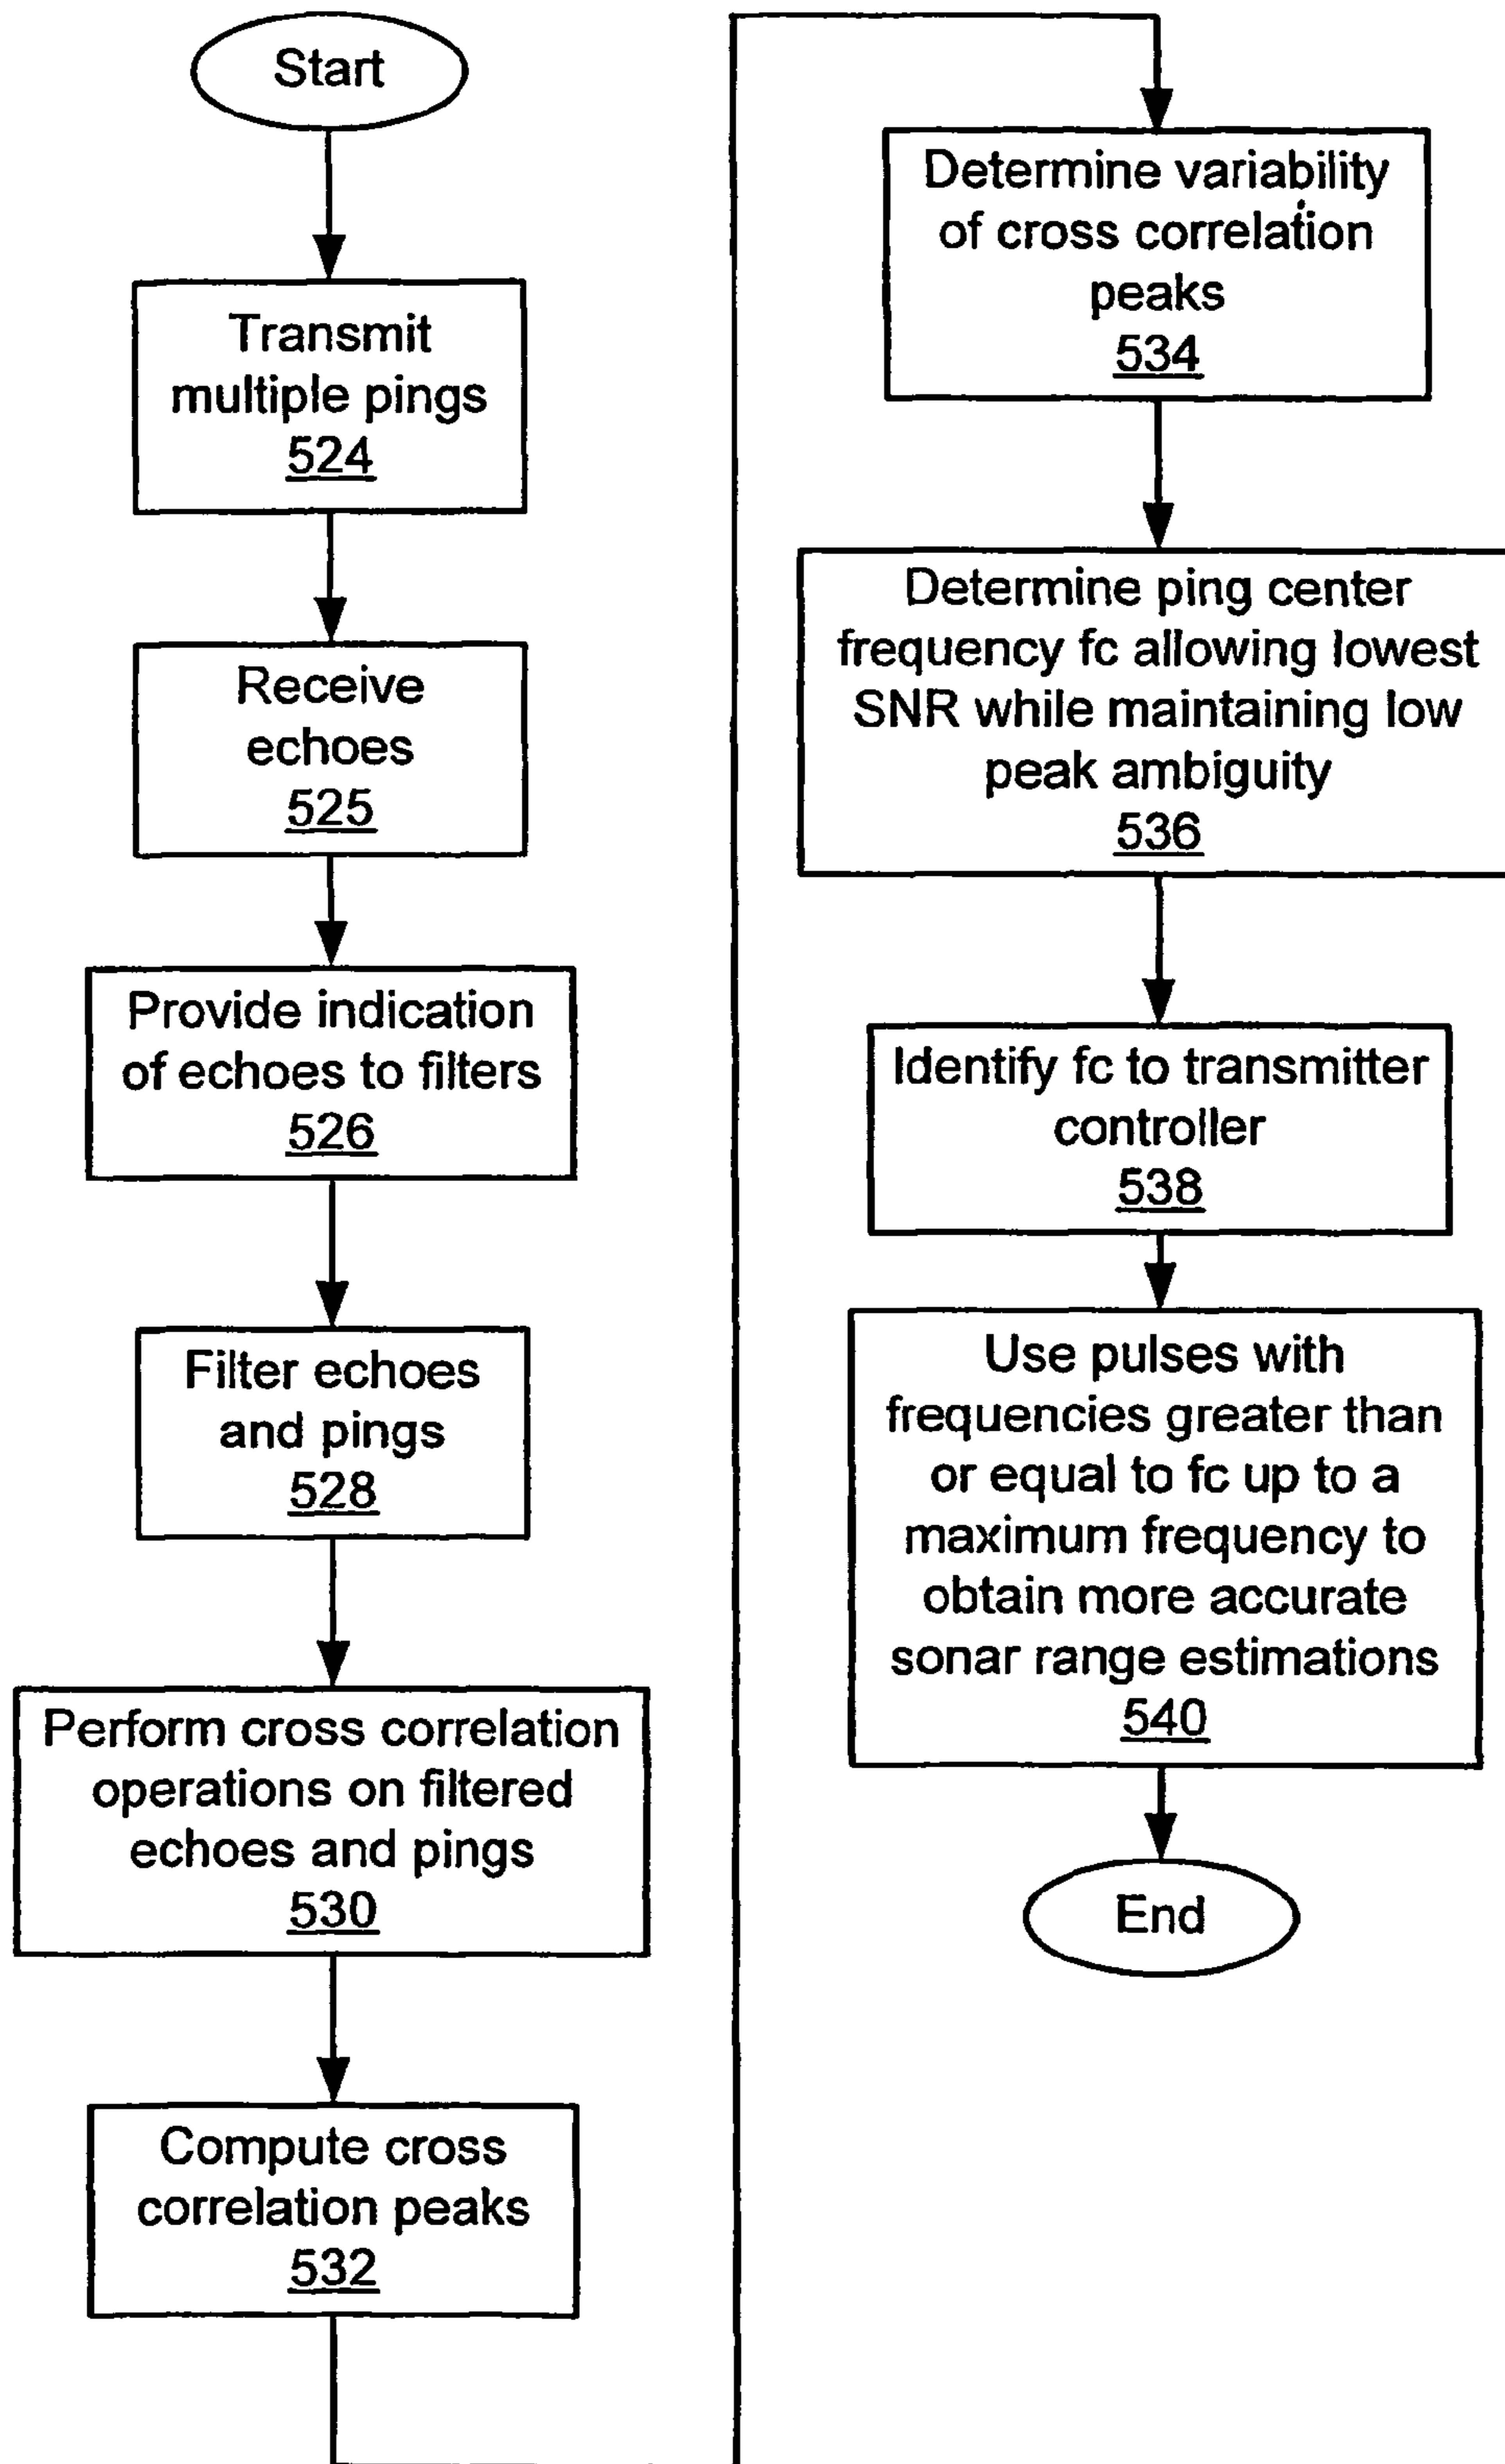 Start
Transmit
multiple pings
524
Receive
echoes
525
Provide indication
of echoes to filters
526
Filter echoes
and pings
528
Perform cross correlation
operations on filtered
echoes and pings
530
Compute cross
correlation peaks
532
Determine variability
of cross correlation
peaks
534
Determine ping center
frequency fc allowing lowest
SNR while maintaining low
peak ambiguity
536
Identify fc to transmitter
controller
538
Use pulses with
frequencies greater than
or equal to fc up to a
maximum frequency to
obtain more accurate
sonar range estimations
540
End